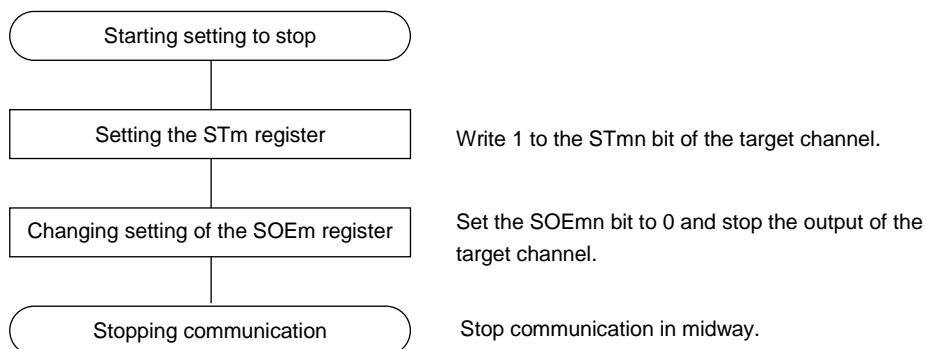 Starting setting to stop
Setting the STm register
Write 1 to the STmn bit of the target channel.
Changing setting of the SOEm register
Set the SOEmn bit to 0 and stop the output of the
target channel.
Stopping communication
Stop communication in midway.